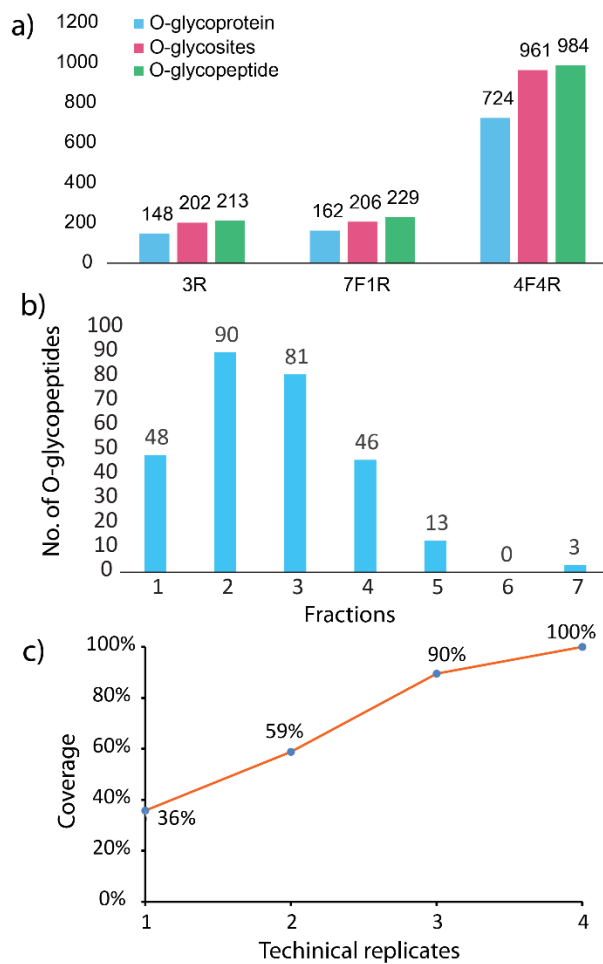 a)
1200
1000
800
600
400
200
0
O-glycoprotein
O-glycosites
O-glycopeptide
148 202 213
162 206 229
724 961 984
3R 7F1R 4F4R
b)
No. of O-glycopeptides
100
90
80
70
60
50
40
30
20
10
0
48 90 81 46 13 0 3
1 2 3 4 5 6 7
Fractions
c)
Coverage
100%
80%
60%
40%
20%
0%
36% 59% 90% 100%
1 2 3 4
Techinical replicates